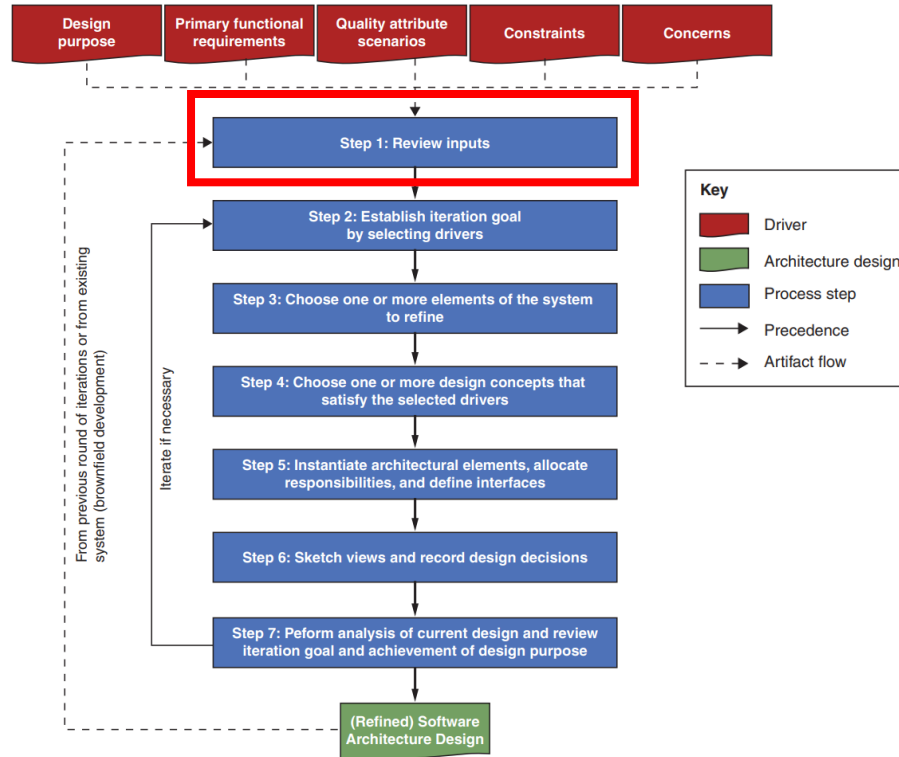 Design
purpose
Primary functional
requirements
Quality attribute
scenarios
Constraints
Concerns
Step 1: Review inputs
Step 2: Establish iteration goal
by selecting drivers
Step 3: Choose one or more elements of the system
to refine
Step 4: Choose one or more design concepts that
satisfy the selected drivers
Step 5: Instantiate architectural elements, allocate
responsibilities, and define interfaces
Step 6: Sketch views and record design decisions
Step 7: Peform analysis of current design and review
iteration goal and achievement of design purpose
(Refined) Software
Architecture Design
From previous round of iterations or from existing
system (brownfield development)
Iterate if necessary
Key
Driver
Architecture design
Process step
Precedence
Artifact flow